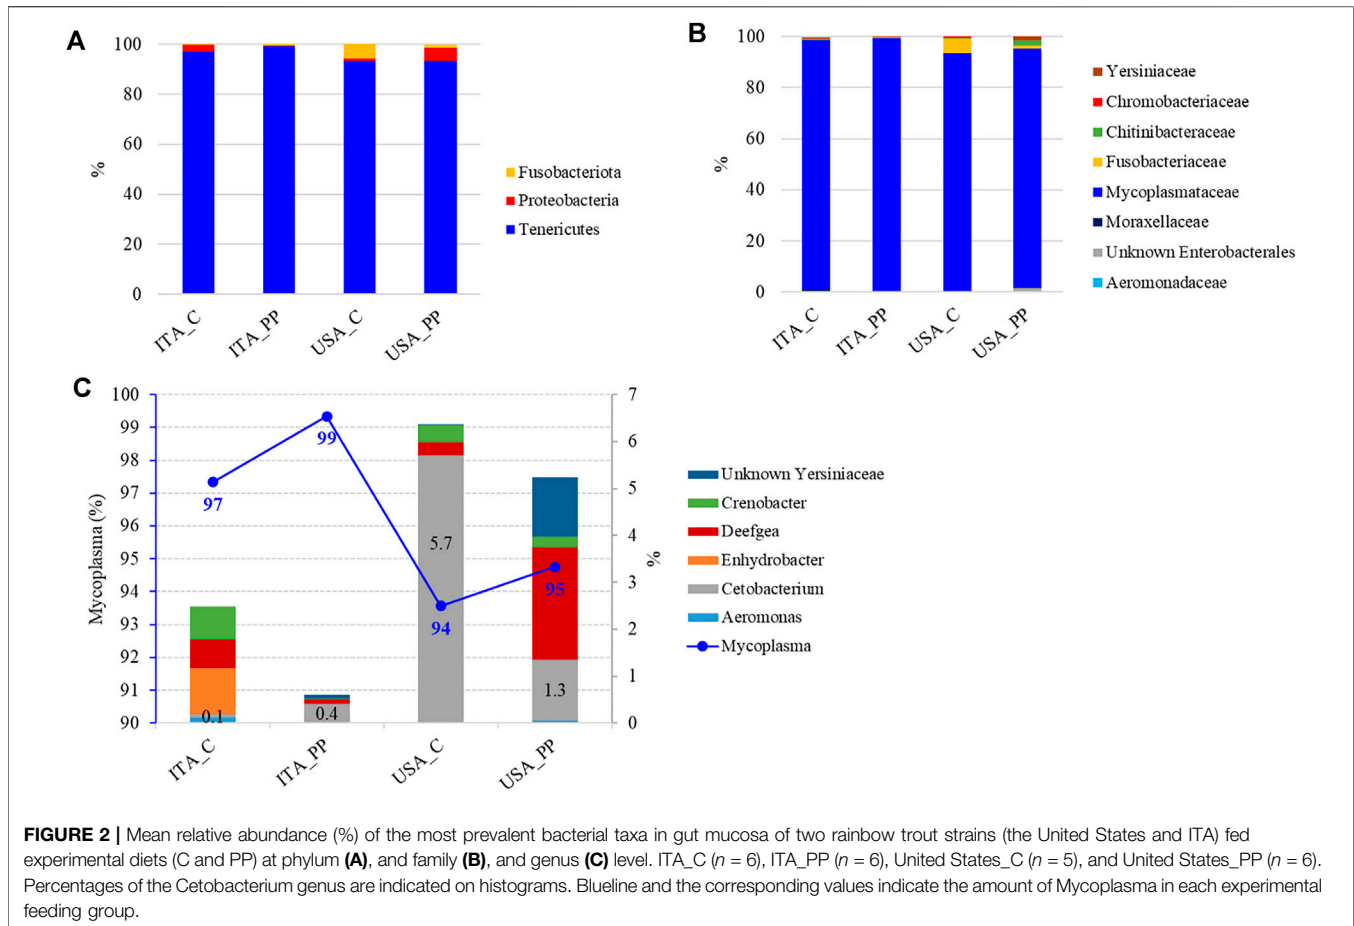 A
100
80
60
40
20
0
%
ITA_C
ITA_PP
USA_C
USA_PP
Fusobacteriota
Proteobacteria
Tenericutes
B
100
80
60
40
20
0
%
ITA_C
ITA_PP
USA_C
USA_PP
Yersiniaceae
Chromobacteriaceae
Chitinibacteraceae
Fusobacteriaceae
Mycoplasmataceae
Moraxellaceae
Unknown Enterobacterales
Aeromonadaceae
C
100
99
98
97
96
95
94
93
92
91
90
Mycoplasma (%)
97
99
94
95
0.1
0.4
5.7
1.3
7
6
5
4
3
2
1
0
%
ITA_C
ITA_PP
USA_C
USA_PP
Unknown Yersiniaceae
Crenobacter
Deefgea
Enhydrobacter
Cetobacterium
Aeromonas
Mycoplasma
FIGURE 2 | Mean relative abundance (%) of the most prevalent bacterial taxa in gut mucosa of two rainbow trout strains (the United States and ITA) fed
experimental diets (C and PP) at phylum (A), and family (B), and genus (C) level. ITA_C (n = 6), ITA_PP (n = 6), United States_C (n = 5), and United States_PP (n = 6).
Percentages of the Cetobacterium genus are indicated on histograms. Blueline and the corresponding values indicate the amount of Mycoplasma in each experimental
feeding group.